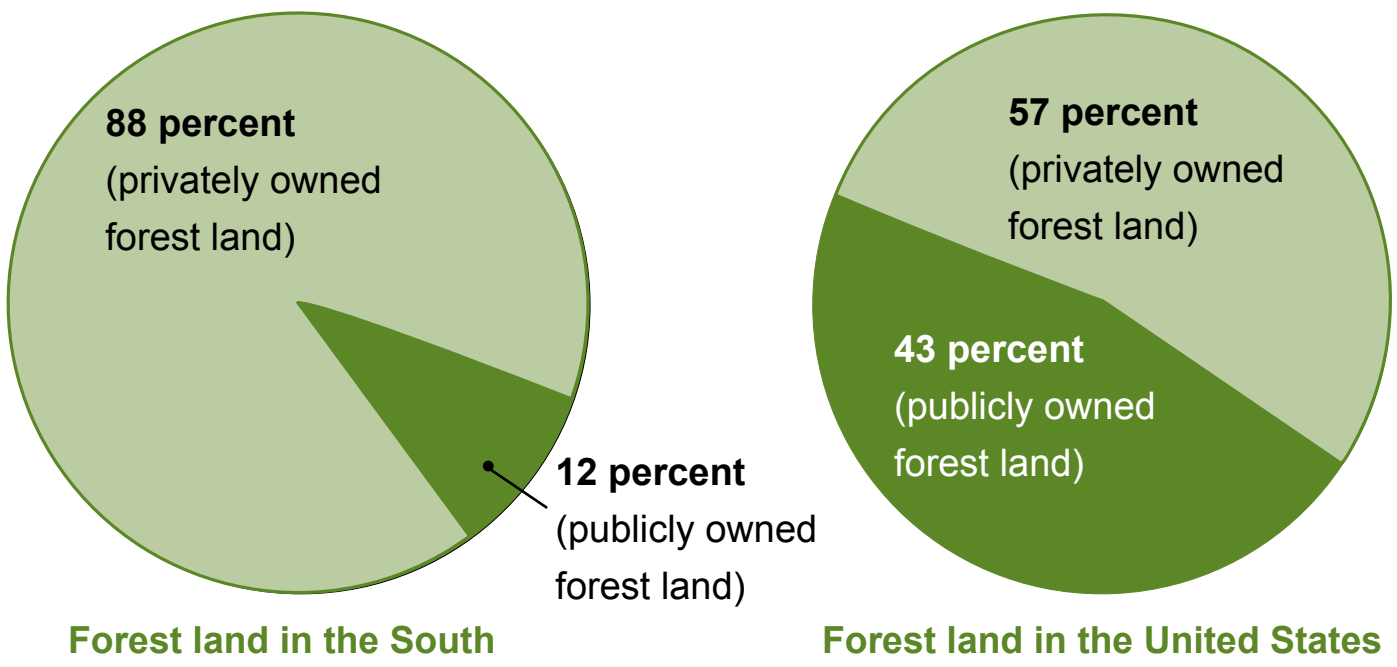 88 percent
(privately owned
forest land)
12 percent
(publicly owned
forest land)
Forest land in the South
57 percent
(privately owned
forest land)
43 percent
(publicly owned
forest land)
Forest land in the United States